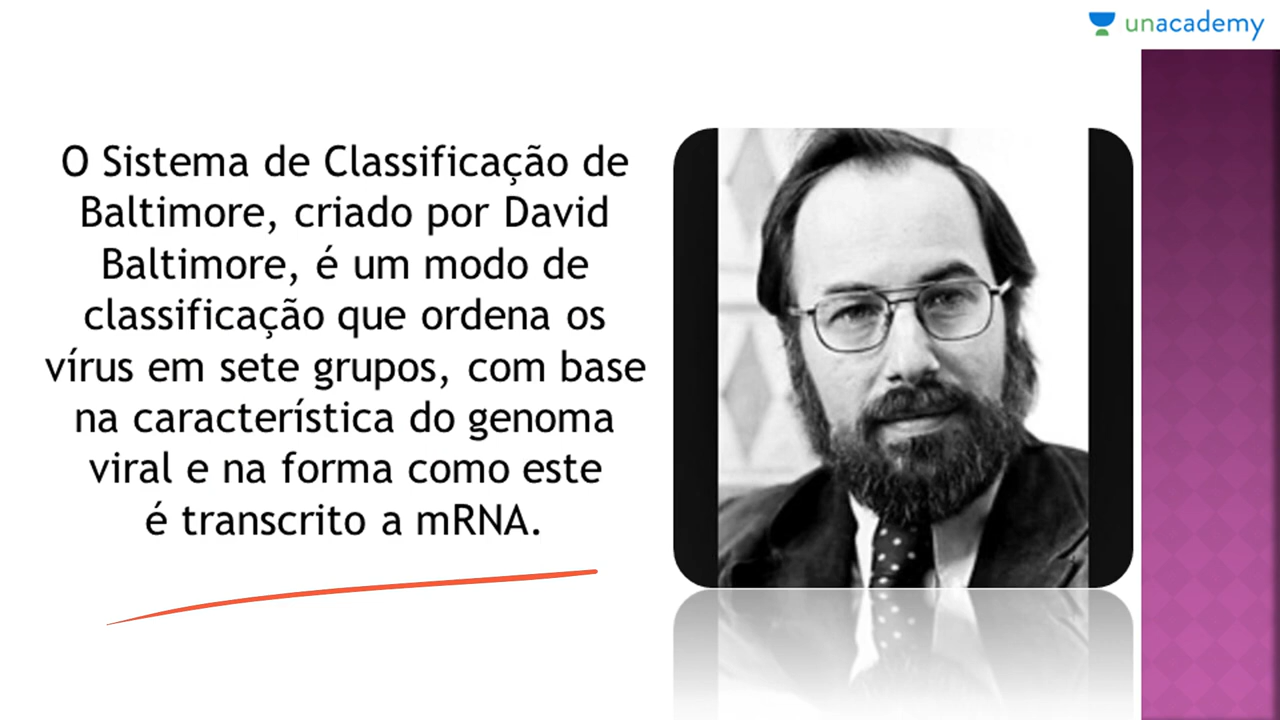 unacademy
O Sistema de Classificação de
Baltimore, criado por David
Baltimore, é um modo de
classificação que ordena os
vírus em sete grupos, com base
na característica do genoma
viral e na forma como este
é transcrito a mRNA.